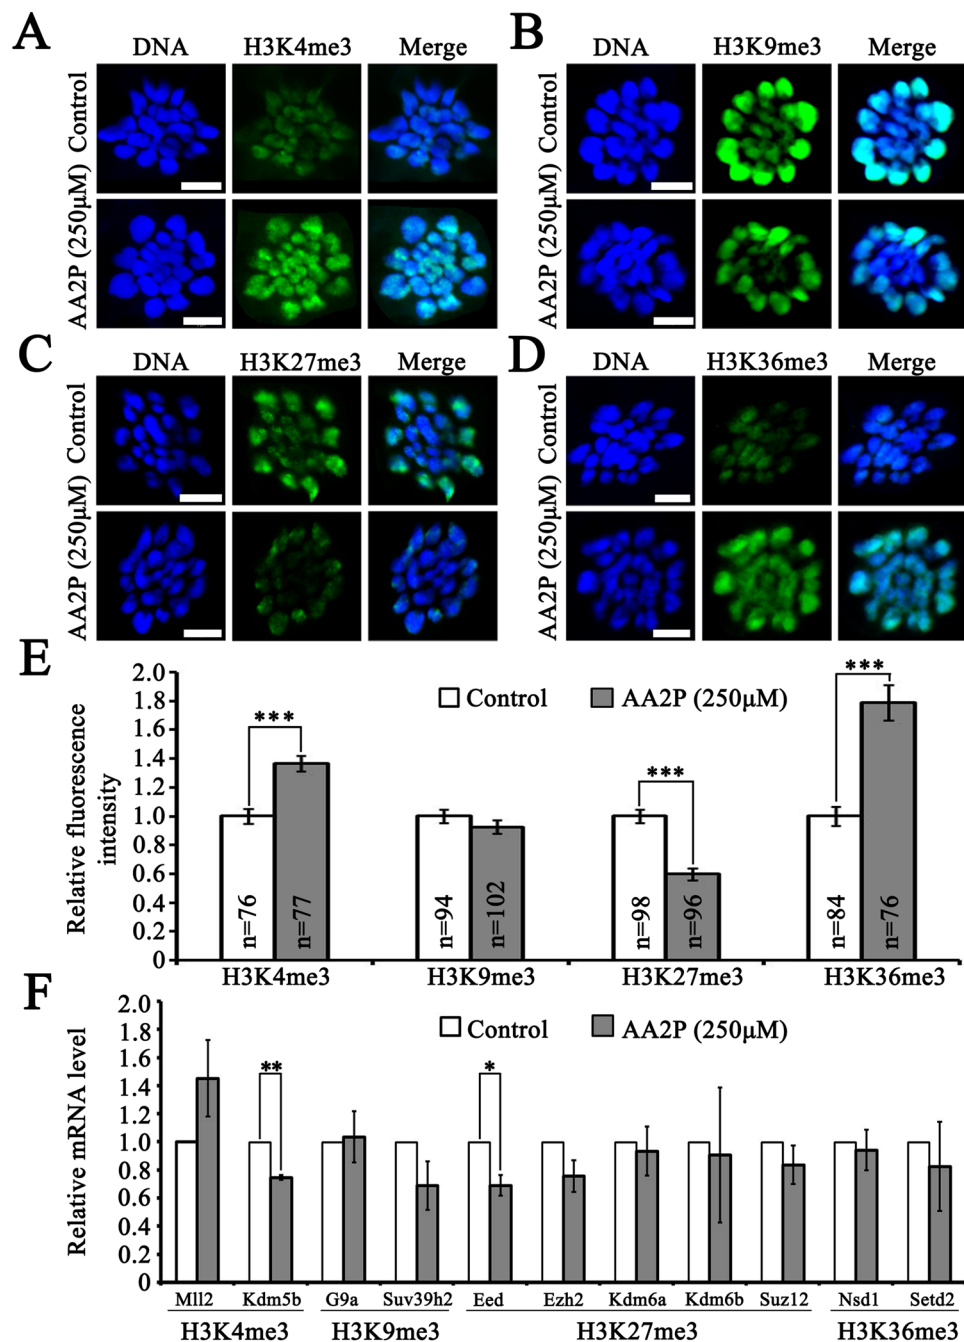 A
DNA H3K4me3 Merge
Control
AA2P (250μM)
B
DNA H3K9me3 Merge
Control
AA2P (250μM)
C
DNA H3K27me3 Merge
Control
AA2P (250μM)
D
DNA H3K36me3 Merge
Control
AA2P (250μM)
E
Relative fluorescence
intensity
2.0
1.8
1.6
1.4
1.2
1.0
0.8
0.6
0.4
0.2
0
Control AA2P (250μM)
*** *** ***
n=76 n=77 n=94 n=102 n=98 n=96 n=84 n=76
H3K4me3 H3K9me3 H3K27me3 H3K36me3
F
Relative mRNA level
2.0
1.8
1.6
1.4
1.2
1.0
0.8
0.6
0.4
0.2
0
Control AA2P (250μM)
** *
Mll2 Kdm5b G9a Suv39h2 Eed Ezh2 Kdm6a Kdm6b Suz12 Nsd1 Setd2
H3K4me3 H3K9me3 H3K27me3 H3K36me3